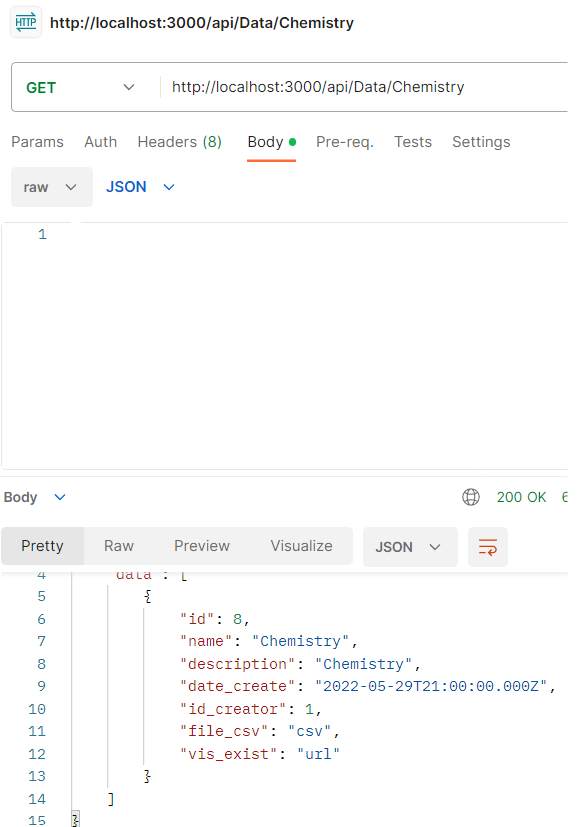 HTTP http://localhost:3000/api/Data/Chemistry
GET http://localhost:3000/api/Data/Chemistry
Params Auth Headers (8) Body Pre-req. Tests Settings
raw JSON
1
Body 200 OK
Pretty Raw Preview Visualize JSON
4 "data": [
5 {
6 "id": 8,
7 "name": "Chemistry",
8 "description": "Chemistry",
9 "date_create": "2022-05-29T21:00:00.000Z",
10 "id_creator": 1,
11 "file_csv": "csv",
12 "vis_exist": "url"
13 }
14 ]
15 }